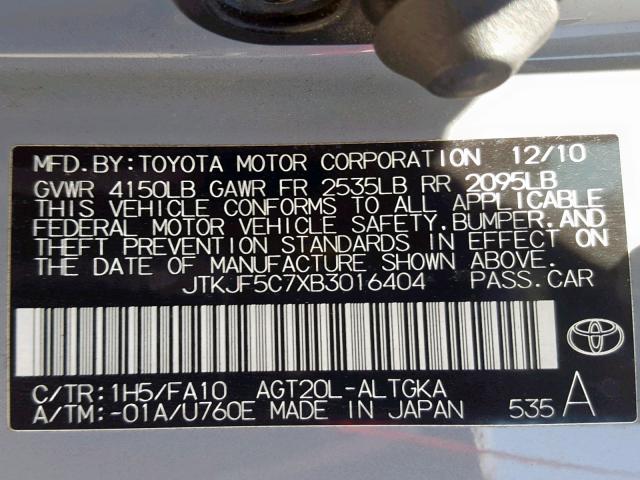 MFD.BY:TOYOTA MOTOR CORPORATION 12/10
GVWR 4150LB GAWR FR 2535LB RR 2095LB
THIS VEHICLE CONFORMS TO ALL APPLICABLE
FEDERAL MOTOR VEHICLE SAFETY,BUMPER,AND
THEFT PREVENTION STANDARDS IN EFFECT ON
THE DATE OF MANUFACTURE SHOWN ABOVE.
JTKJF5C7XB3016404 PASS.CAR
C/TR:1H5/FA10 AGT20L-ALTGKA
A/TM:-01A/U760E MADE IN JAPAN 535 A